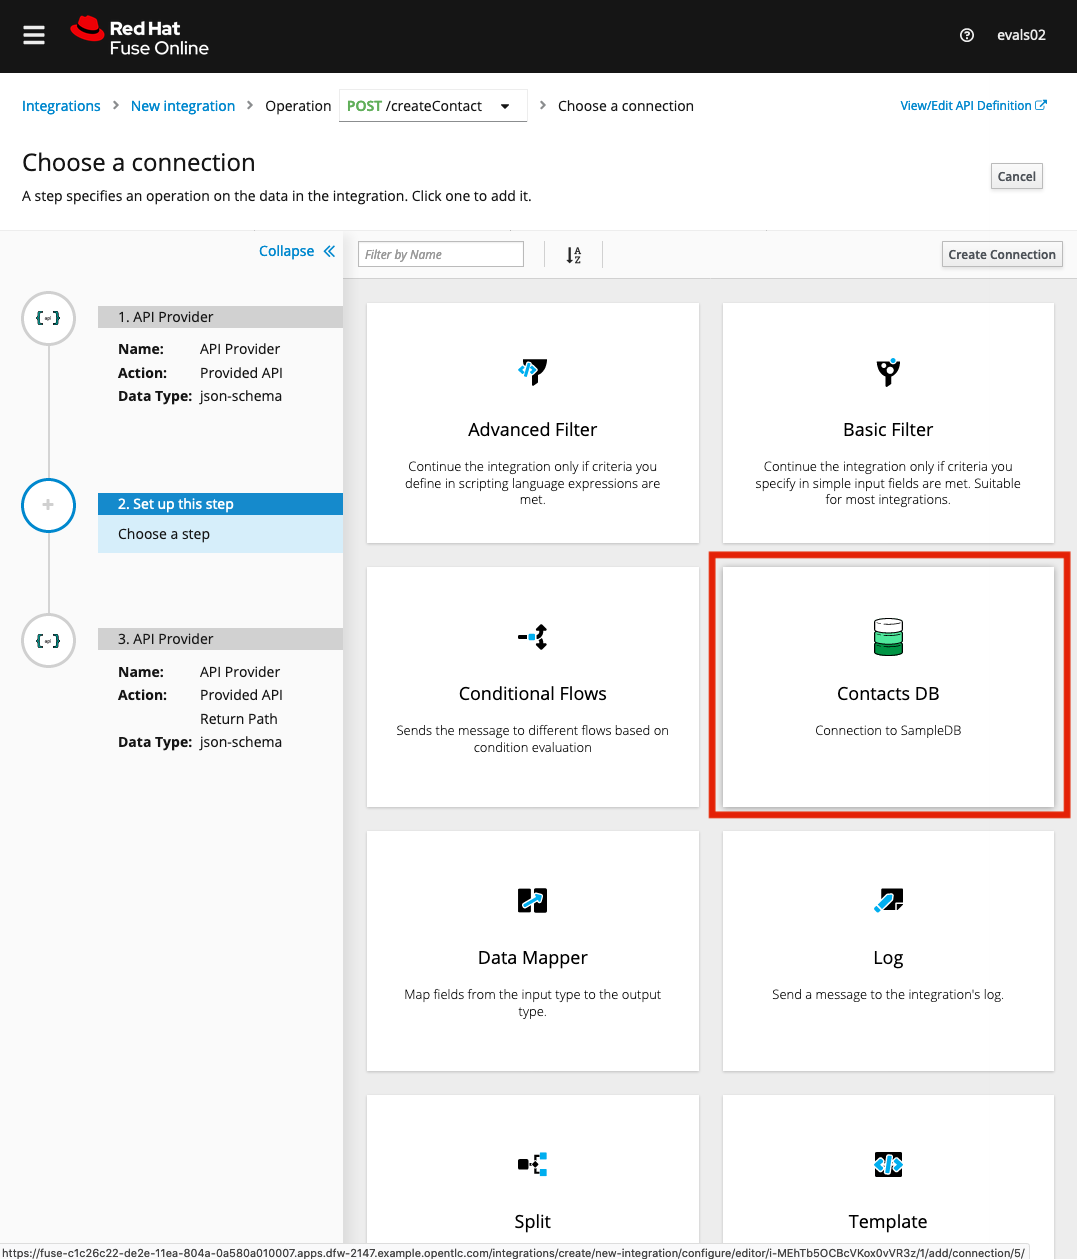 Red Hat
Fuse Online
evals02
Integrations > New integration > Operation POST /createContact > Choose a connection
View/Edit API Definition
Choose a connection
Cancel
A step specifies an operation on the data in the integration. Click one to add it.
Collapse
Filter by Name
Create Connection
1. API Provider
Name: API Provider
Action: Provided API
Data Type: json-schema
2. Set up this step
Choose a step
3. API Provider
Name: API Provider
Action: Provided API
Return Path
Data Type: json-schema
Advanced Filter
Continue the integration only if criteria you
define in scripting language expressions are
met.
Basic Filter
Continue the integration only if criteria you
specify in simple input fields are met. Suitable
for most integrations.
Conditional Flows
Sends the message to different flows based on
condition evaluation
Contacts DB
Connection to SampleDB
Data Mapper
Map fields from the input type to the output
type.
Log
Send a message to the integration's log.
Split
Template
https://fuse-c1c26c22-de2e-11ea-804a-0a580a010007.apps.dfw-2147.example.opentlc.com/integrations/create/new-integration/configure/editor/i-MEhTb5OCBcVKox0vVR3z/1/add/connection/5/